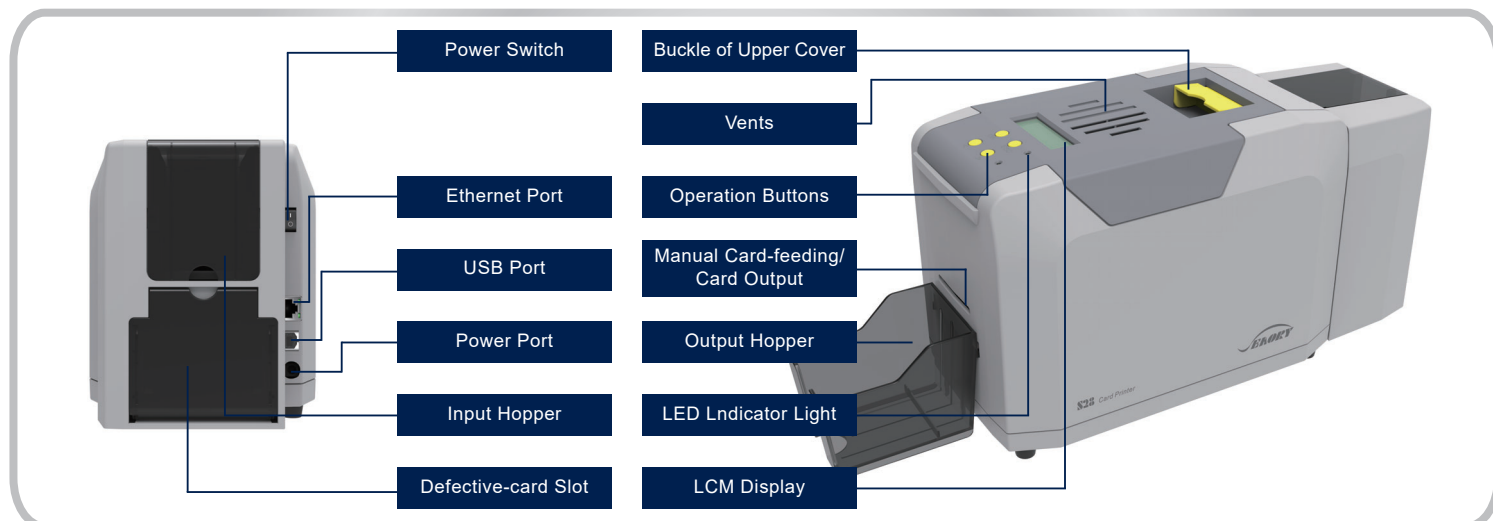 Power Switch
Ethernet Port
USB Port
Power Port
Input Hopper
Defective-card Slot
Buckle of Upper Cover
Vents
Operation Buttons
Manual Card-feeding/
Card Output
Output Hopper
LED Lndicator Light
LCM Display
S28 Card Printer